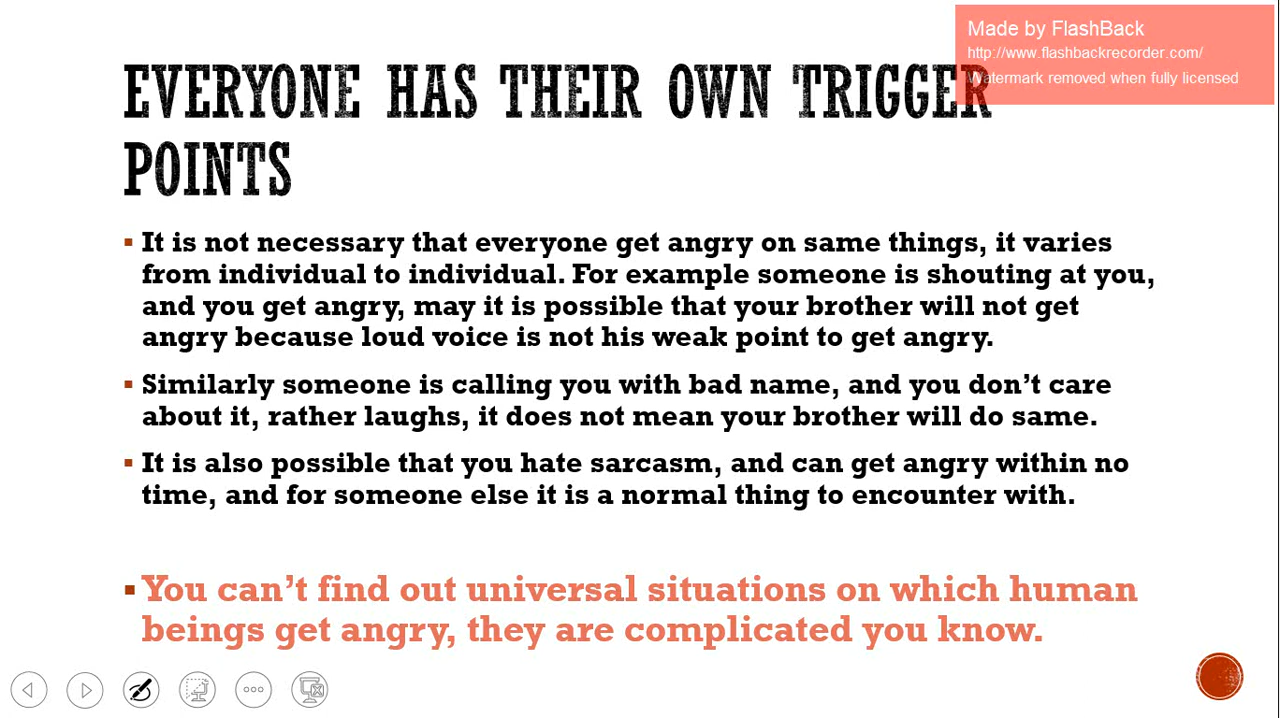 Made by FlashBack
http://www.flashbackrecorder.com/
Watermark removed when fully licensed
EVERYONE HAS THEIR OWN TRIGGER
POINTS
It is not necessary that everyone get angry on same things, it varies
from individual to individual. For example someone is shouting at you,
and you get angry, may it is possible that your brother will not get
angry because loud voice is not his weak point to get angry.
Similarly someone is calling you with bad name, and you don't care
about it, rather laughs, it does not mean your brother will do same.
It is also possible that you hate sarcasm, and can get angry within no
time, and for someone else it is a normal thing to encounter with.
You can't find out universal situations on which human
beings get angry, they are complicated you know.